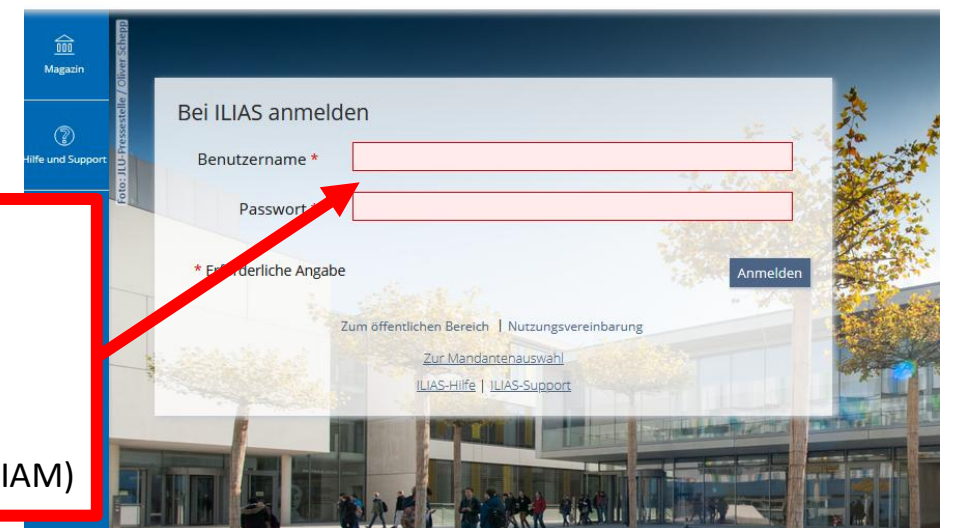 Magazin
Hilfe und Support
Foto: JLU-Pressestelle / Oliver Schepp
Bei ILIAS anmelden
Benutzername *
Passwort *
* Erforderliche Angabe
Anmelden
Zum öffentlichen Bereich | Nutzungsvereinbarung
Zur Mandantenauswahl
ILIAS-Hilfe | ILIAS-Support
IAM)